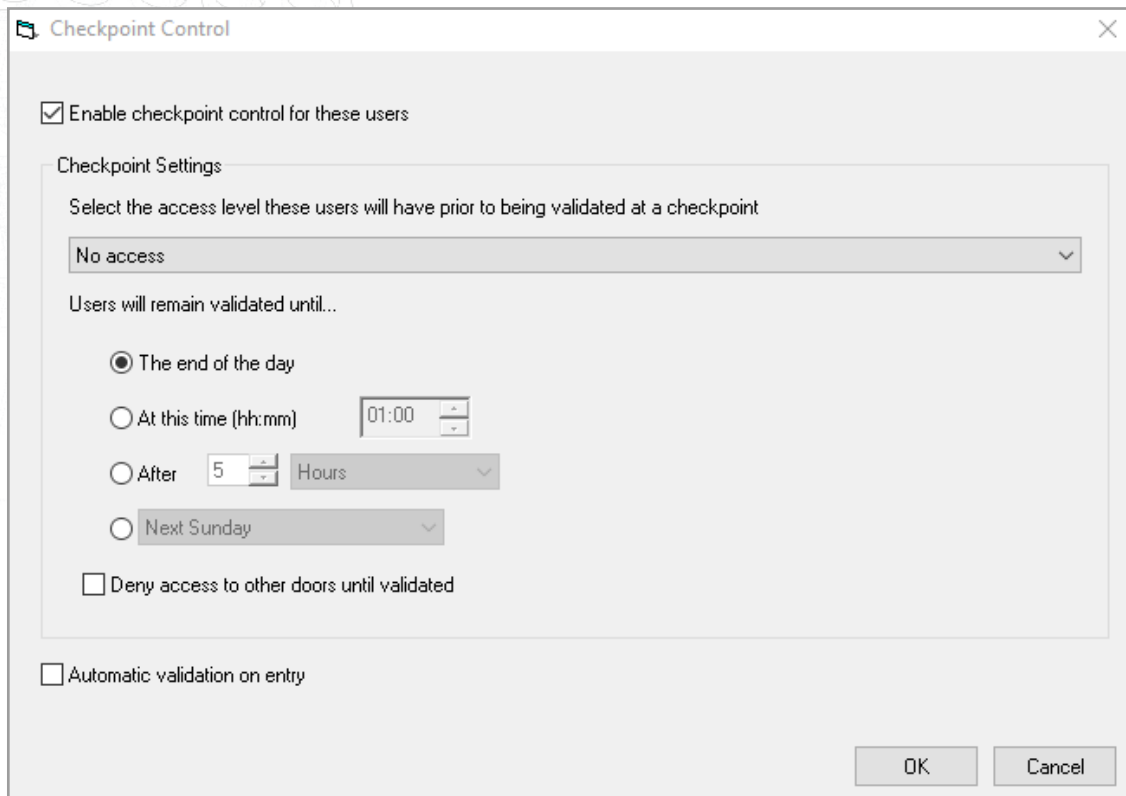 Checkpoint Control
Enable checkpoint control for these users
Checkpoint Settings
Select the access level these users will have prior to being validated at a checkpoint
No access
Users will remain validated until...
The end of the day
At this time (hh:mm) 01:00
After 5 Hours
Next Sunday
Deny access to other doors until validated
Automatic validation on entry
OK Cancel